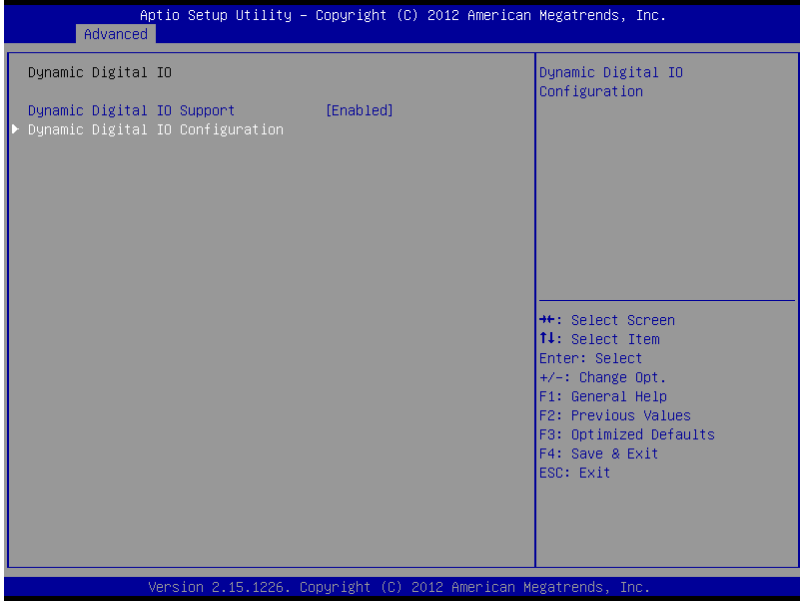 Aptio Setup Utility – Copyright (C) 2012 American Megatrends, Inc.
Advanced
Dynamic Digital IO
Dynamic Digital IO Support [Enabled]
► Dynamic Digital IO Configuration
Dynamic Digital IO
Configuration
→←: Select Screen
↑↓: Select Item
Enter: Select
+/-: Change Opt.
F1: General Help
F2: Previous Values
F3: Optimized Defaults
F4: Save & Exit
ESC: Exit
Version 2.15.1226. Copyright (C) 2012 American Megatrends, Inc.